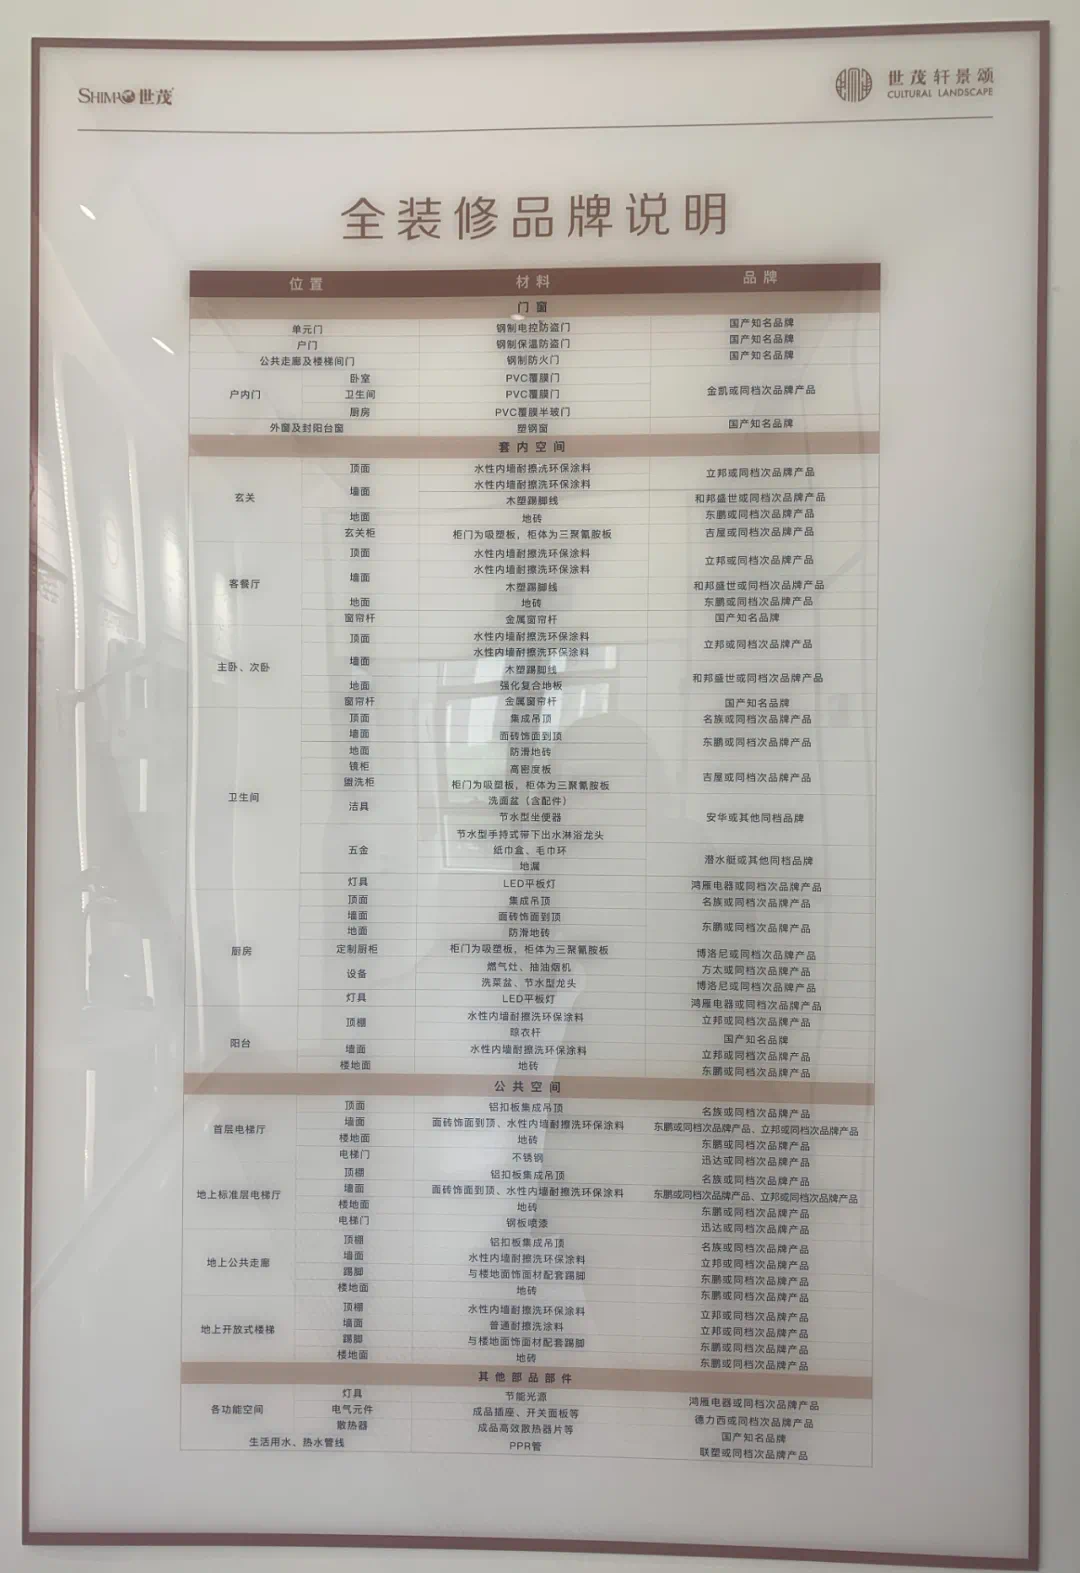 SHIMAO世茂
世茂轩景颂
CULTURAL LANDSCAPE
全装修品牌说明
位置 材料 品牌
门窗
单元门 钢制电控防盗门 国产知名品牌
户门 钢制保温防盗门 国产知名品牌
公共走廊及楼梯间门 钢制防火门 国产知名品牌
户内门 卧室 PVC覆膜门 金凯或同档次品牌产品
卫生间 PVC覆膜门
厨房 PVC覆膜半玻门
外窗及封阳台窗 塑钢窗 国产知名品牌
套内空间
玄关 顶面 水性内墙耐擦洗环保涂料 立邦或同档次品牌产品
墙面 水性内墙耐擦洗环保涂料
木塑踢脚线 和邦盛世或同档次品牌产品
地面 地砖 东鹏或同档次品牌产品
玄关柜 柜门为吸塑板，柜体为三聚氰胺板 吉屋或同档次品牌产品
客餐厅 顶面 水性内墙耐擦洗环保涂料 立邦或同档次品牌产品
墙面 水性内墙耐擦洗环保涂料
木塑踢脚线 和邦盛世或同档次品牌产品
地面 地砖 东鹏或同档次品牌产品
窗帘杆 金属窗帘杆 国产知名品牌
主卧、次卧 顶面 水性内墙耐擦洗环保涂料 立邦或同档次品牌产品
墙面 水性内墙耐擦洗环保涂料
木塑踢脚线 和邦盛世或同档次品牌产品
地面 强化复合地板
窗帘杆 金属窗帘杆 国产知名品牌
卫生间 顶面 集成吊顶 名族或同档次品牌产品
墙面 面砖饰面到顶 东鹏或同档次品牌产品
地面 防滑地砖
镜柜 高密度板 吉屋或同档次品牌产品
盥洗柜 柜门为吸塑板，柜体为三聚氰胺板
洁具 洗面盆（含配件） 安华或其他同档品牌
节水型坐便器
节水型手持式带下出水淋浴龙头
五金 纸巾盒、毛巾环 潜水艇或其他同档品牌
地漏
灯具 LED平板灯 鸿雁电器或同档次品牌产品
厨房 顶面 集成吊顶 名族或同档次品牌产品
墙面 面砖饰面到顶 东鹏或同档次品牌产品
地面 防滑地砖
定制厨柜 柜门为吸塑板，柜体为三聚氰胺板 博洛尼或同档次品牌产品
设备 燃气灶、抽油烟机 方太或同档次品牌产品
洗菜盆、节水型龙头 博洛尼或同档次品牌产品
灯具 LED平板灯 鸿雁电器或同档次品牌产品
阳台 顶棚 水性内墙耐擦洗环保涂料 立邦或同档次品牌产品
晾衣杆 国产知名品牌
墙面 水性内墙耐擦洗环保涂料 立邦或同档次品牌产品
楼地面 地砖 东鹏或同档次品牌产品
公共空间
首层电梯厅 顶面 铝扣板集成吊顶 名族或同档次品牌产品
墙面 面砖饰面到顶、水性内墙耐擦洗环保涂料 东鹏或同档次品牌产品、立邦或同档次品牌产品
楼地面 地砖 东鹏或同档次品牌产品
电梯门 不锈钢 迅达或同档次品牌产品
地上标准层电梯厅 顶棚 铝扣板集成吊顶 名族或同档次品牌产品
墙面 面砖饰面到顶、水性内墙耐擦洗环保涂料 东鹏或同档次品牌产品、立邦或同档次品牌产品
楼地面 地砖 东鹏或同档次品牌产品
电梯门 钢板喷漆 迅达或同档次品牌产品
地上公共走廊 顶棚 铝扣板集成吊顶 名族或同档次品牌产品
墙面 水性内墙耐擦洗环保涂料 立邦或同档次品牌产品
踢脚 与楼地面饰面材配套踢脚 东鹏或同档次品牌产品
楼地面 地砖 东鹏或同档次品牌产品
地上开放式楼梯 顶棚 水性内墙耐擦洗环保涂料 立邦或同档次品牌产品
墙面 普通耐擦洗涂料 立邦或同档次品牌产品
踢脚 与楼地面饰面材配套踢脚 东鹏或同档次品牌产品
楼地面 地砖 东鹏或同档次品牌产品
其他部品部件
各功能空间 灯具 节能光源 鸿雁电器或同档次品牌产品
电气元件 成品插座、开关面板等 德力西或同档次品牌产品
散热器 成品高效散热器片等 国产知名品牌
生活用水、热水管线 PPR管 联塑或同档次品牌产品